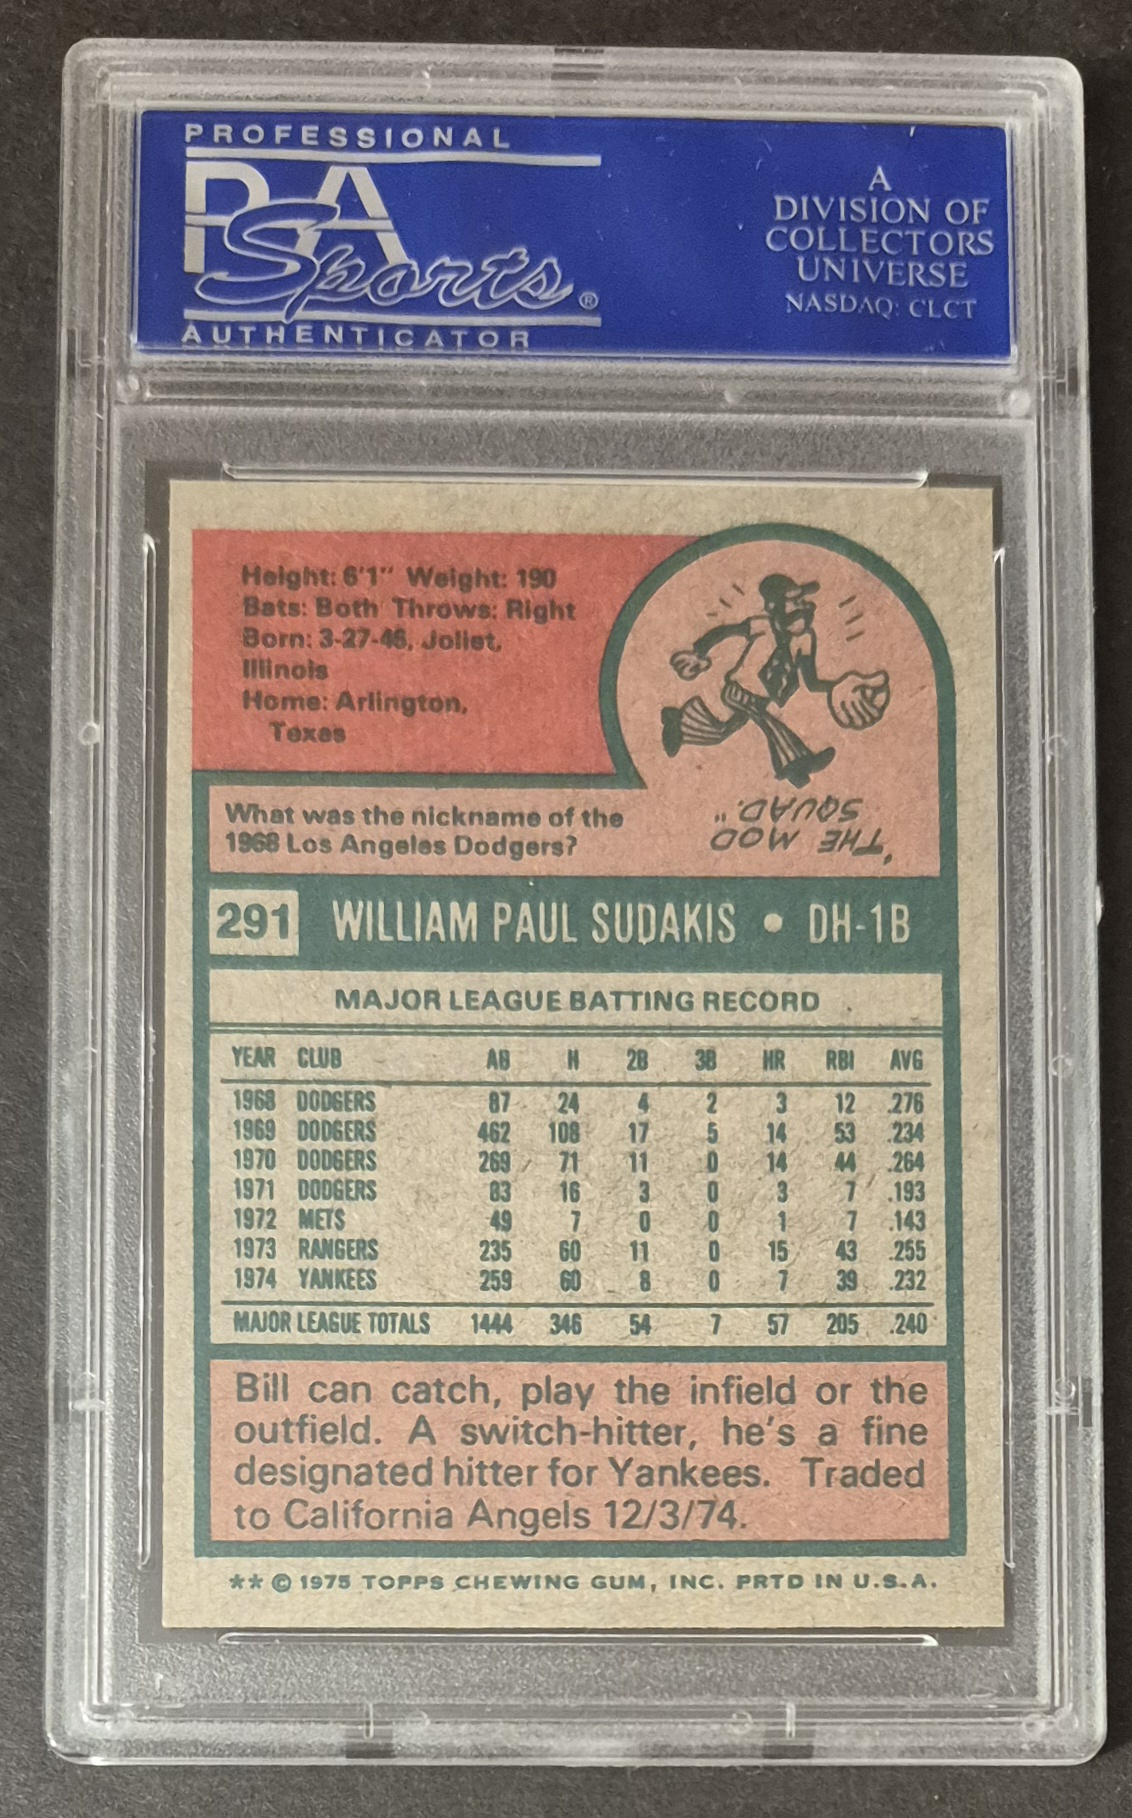 PROFESSIONAL
PSA
Sports®
AUTHENTICATOR
A
DIVISION OF
COLLECTORS
UNIVERSE
NASDAQ: CLCT
Height: 6'1" Weight: 190
Bats: Both Throws: Right
Born: 3-27-46, Joliet,
Illinois
Home: Arlington,
Texas
What was the nickname of the
1968 Los Angeles Dodgers?
"THE MOD
SQUAD."
291 WILLIAM PAUL SUDAKIS • DH-1B
MAJOR LEAGUE BATTING RECORD
YEAR CLUB AB H 2B 3B HR RBI AVG
1968 DODGERS 87 24 4 2 3 12 .276
1969 DODGERS 462 108 17 5 14 53 .234
1970 DODGERS 269 71 11 0 14 44 .264
1971 DODGERS 83 16 3 0 3 7 .193
1972 METS 49 7 0 0 1 7 .143
1973 RANGERS 235 60 11 0 15 43 .255
1974 YANKEES 259 60 8 0 7 39 .232
MAJOR LEAGUE TOTALS 1444 346 54 7 57 205 .240
Bill can catch, play the infield or the
outfield. A switch-hitter, he's a fine
designated hitter for Yankees. Traded
to California Angels 12/3/74.
** © 1975 TOPPS CHEWING GUM, INC. PRTD IN U.S.A.